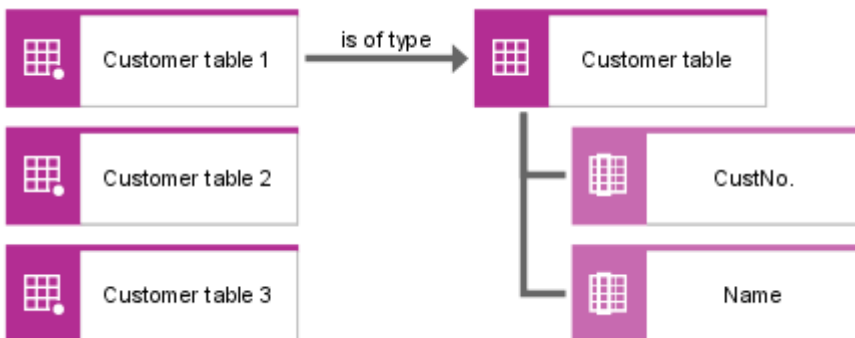 Customer table 1
is of type
Customer table
Customer table 2
CustNo.
Customer table 3
Name